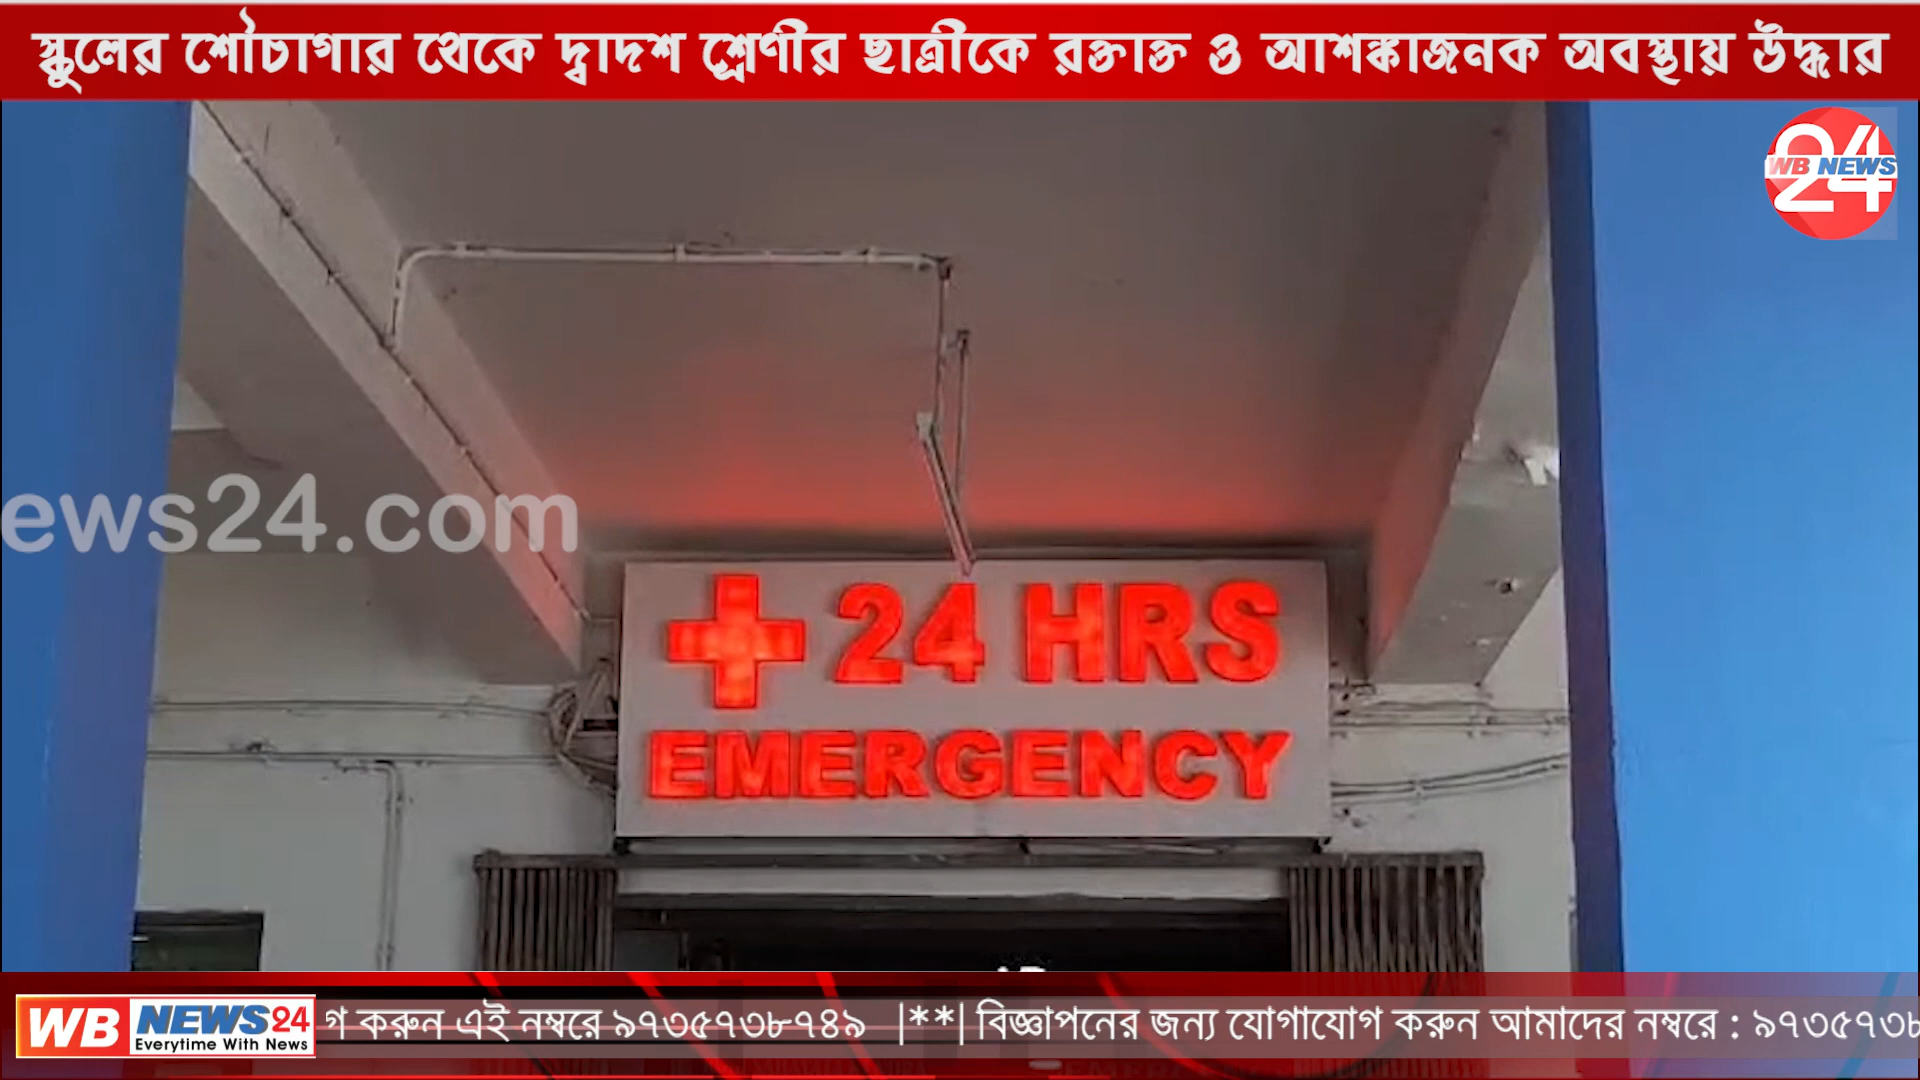 স্কুলের শৌচাগার থেকে দ্বাদশ শ্রেণীর ছাত্রীকে রক্তাক্ত ও আশঙ্কাজনক অবস্থায় উদ্ধার
24
WB NEWS
ews24.com
24 HRS
EMERGENCY
WB NEWS24
Everytime With News
গ করুন এই নম্বরে ৯৭৩৫৭৩৮৭৪৯ |**| বিজ্ঞাপনের জন্য যোগাযোগ করুন আমাদের নম্বরে : ৯৭৩৫৭৩৮